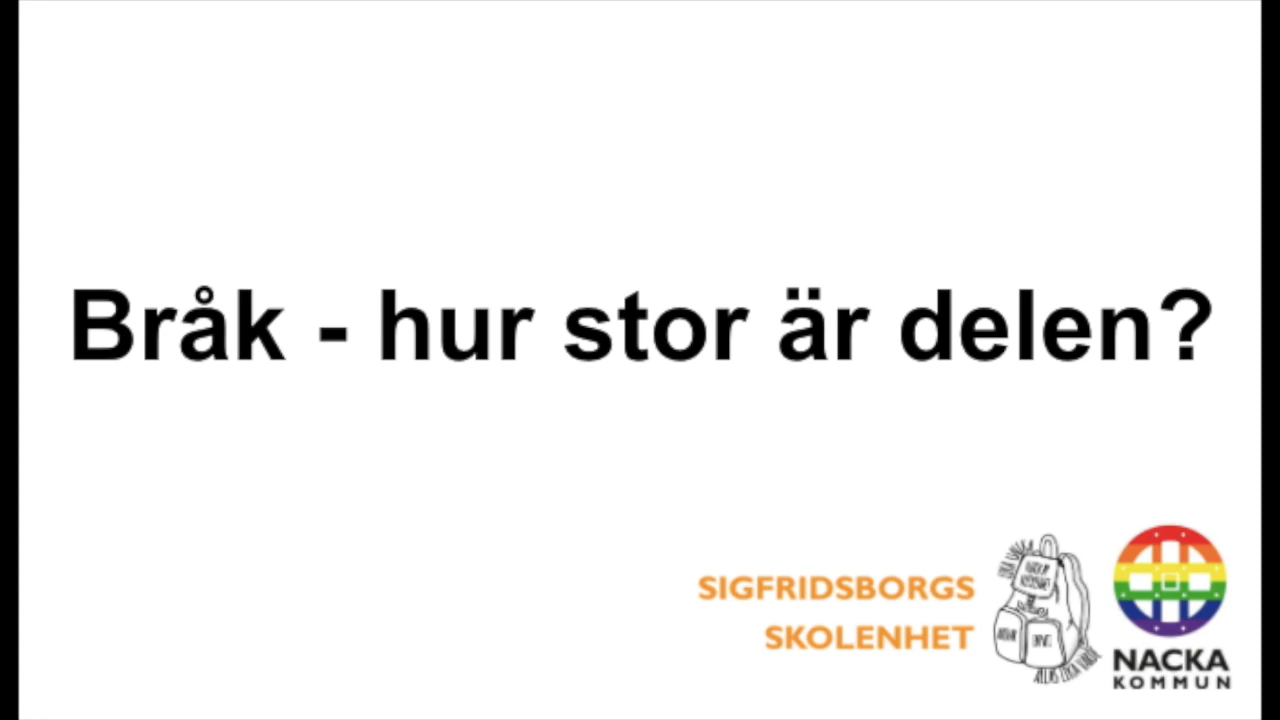 Bråk - hur stor är delen?
SIGFRIDSBORGS
SKOLENHET
NACKA
KOMMUN